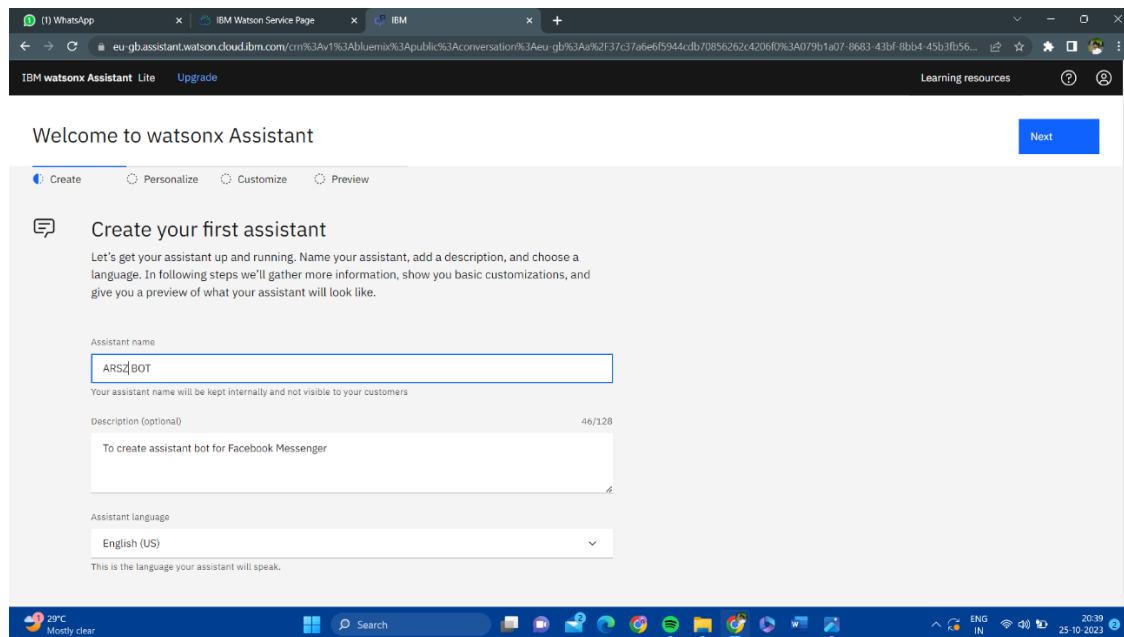 (1) WhatsApp
IBM Watson Service Page
IBM
IBM watsonx Assistant Lite Upgrade
Learning resources
Welcome to watsonx Assistant
Next
Create
Personalize
Customize
Preview
Create your first assistant
Let's get your assistant up and running. Name your assistant, add a description, and choose a
language. In following steps we'll gather more information, show you basic customizations, and
give you a preview of what your assistant will look like.
Assistant name
ARSZ BOT
Your assistant name will be kept internally and not visible to your customers
Description (optional)
46/128
To create assistant bot for Facebook Messenger
Assistant language
English (US)
This is the language your assistant will speak.
29°C
Mostly clear
Search
ENG
IN
20:39
25-10-2023